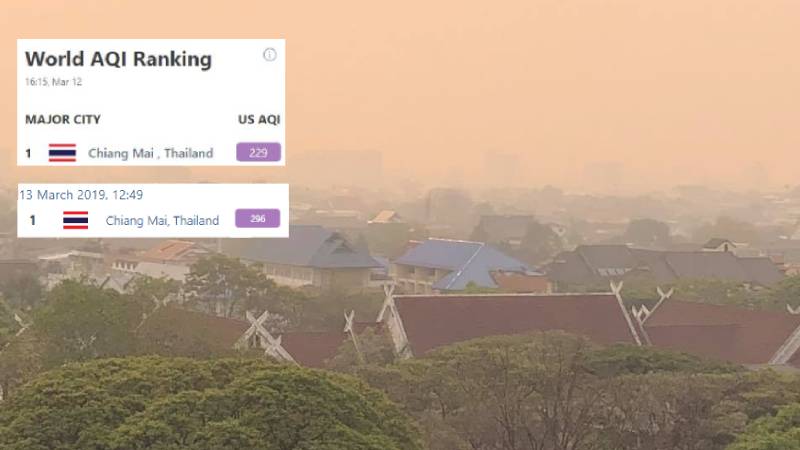 World AQI Ranking
16:15, Mar 12
MAJOR CITY US AQI
1 Chiang Mai , Thailand 229
13 March 2019, 12:49
1 Chiang Mai, Thailand 296